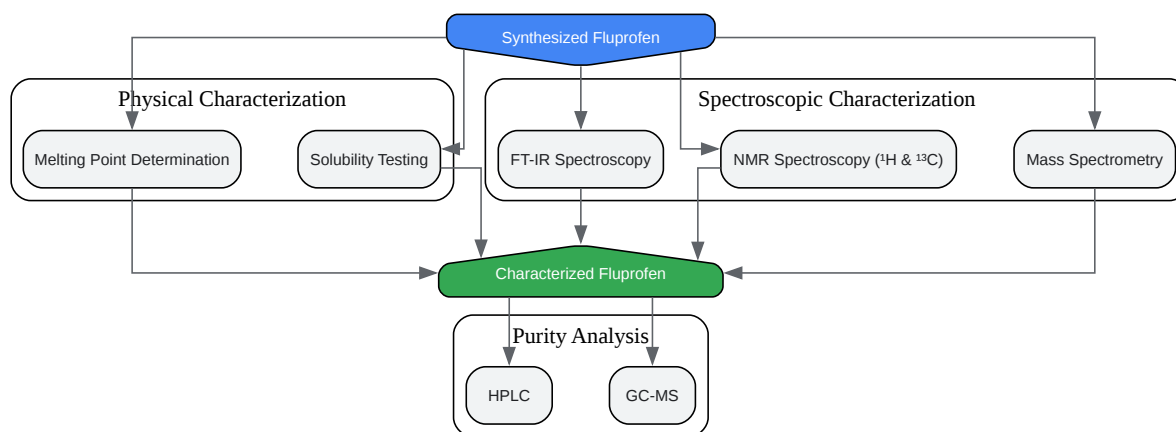 Synthesized Fluprofen
Physical Characterization
Spectroscopic Characterization
Melting Point Determination
Solubility Testing
FT-IR Spectroscopy
NMR Spectroscopy (¹H & ¹³C)
Mass Spectrometry
Characterized Fluprofen
Purity Analysis
HPLC
GC-MS